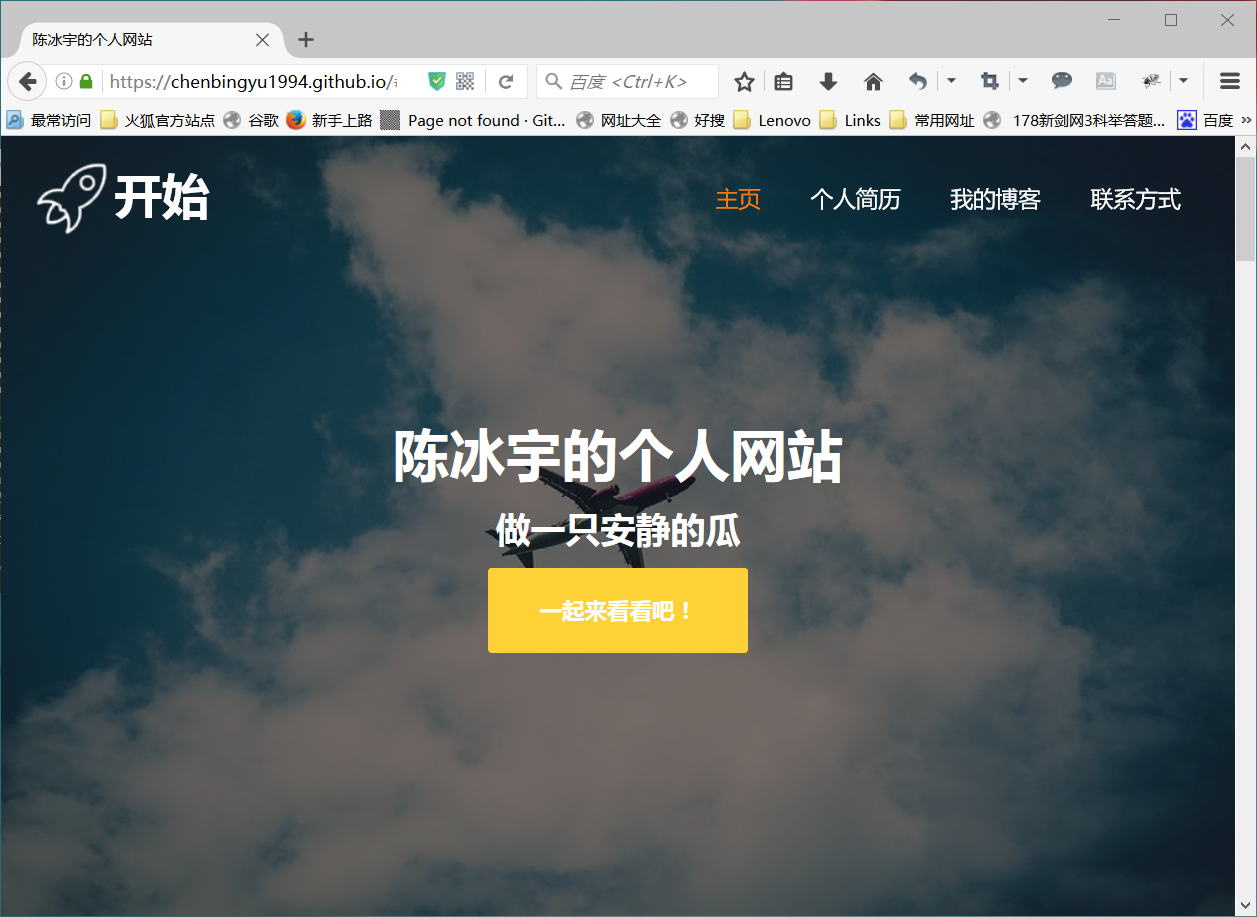 陈冰宇的个人网站
https://chenbingyu1994.github.io/
百度 <Ctrl+K>
Aa
最常访问 火狐官方站点 谷歌 新手上路 Page not found · Git... 网址大全 好搜 Lenovo Links 常用网址 178新剑网3科举答题... 百度 »
开始 主页 个人简历 我的博客 联系方式
陈冰宇的个人网站
做一只安静的瓜
一起来看看吧！